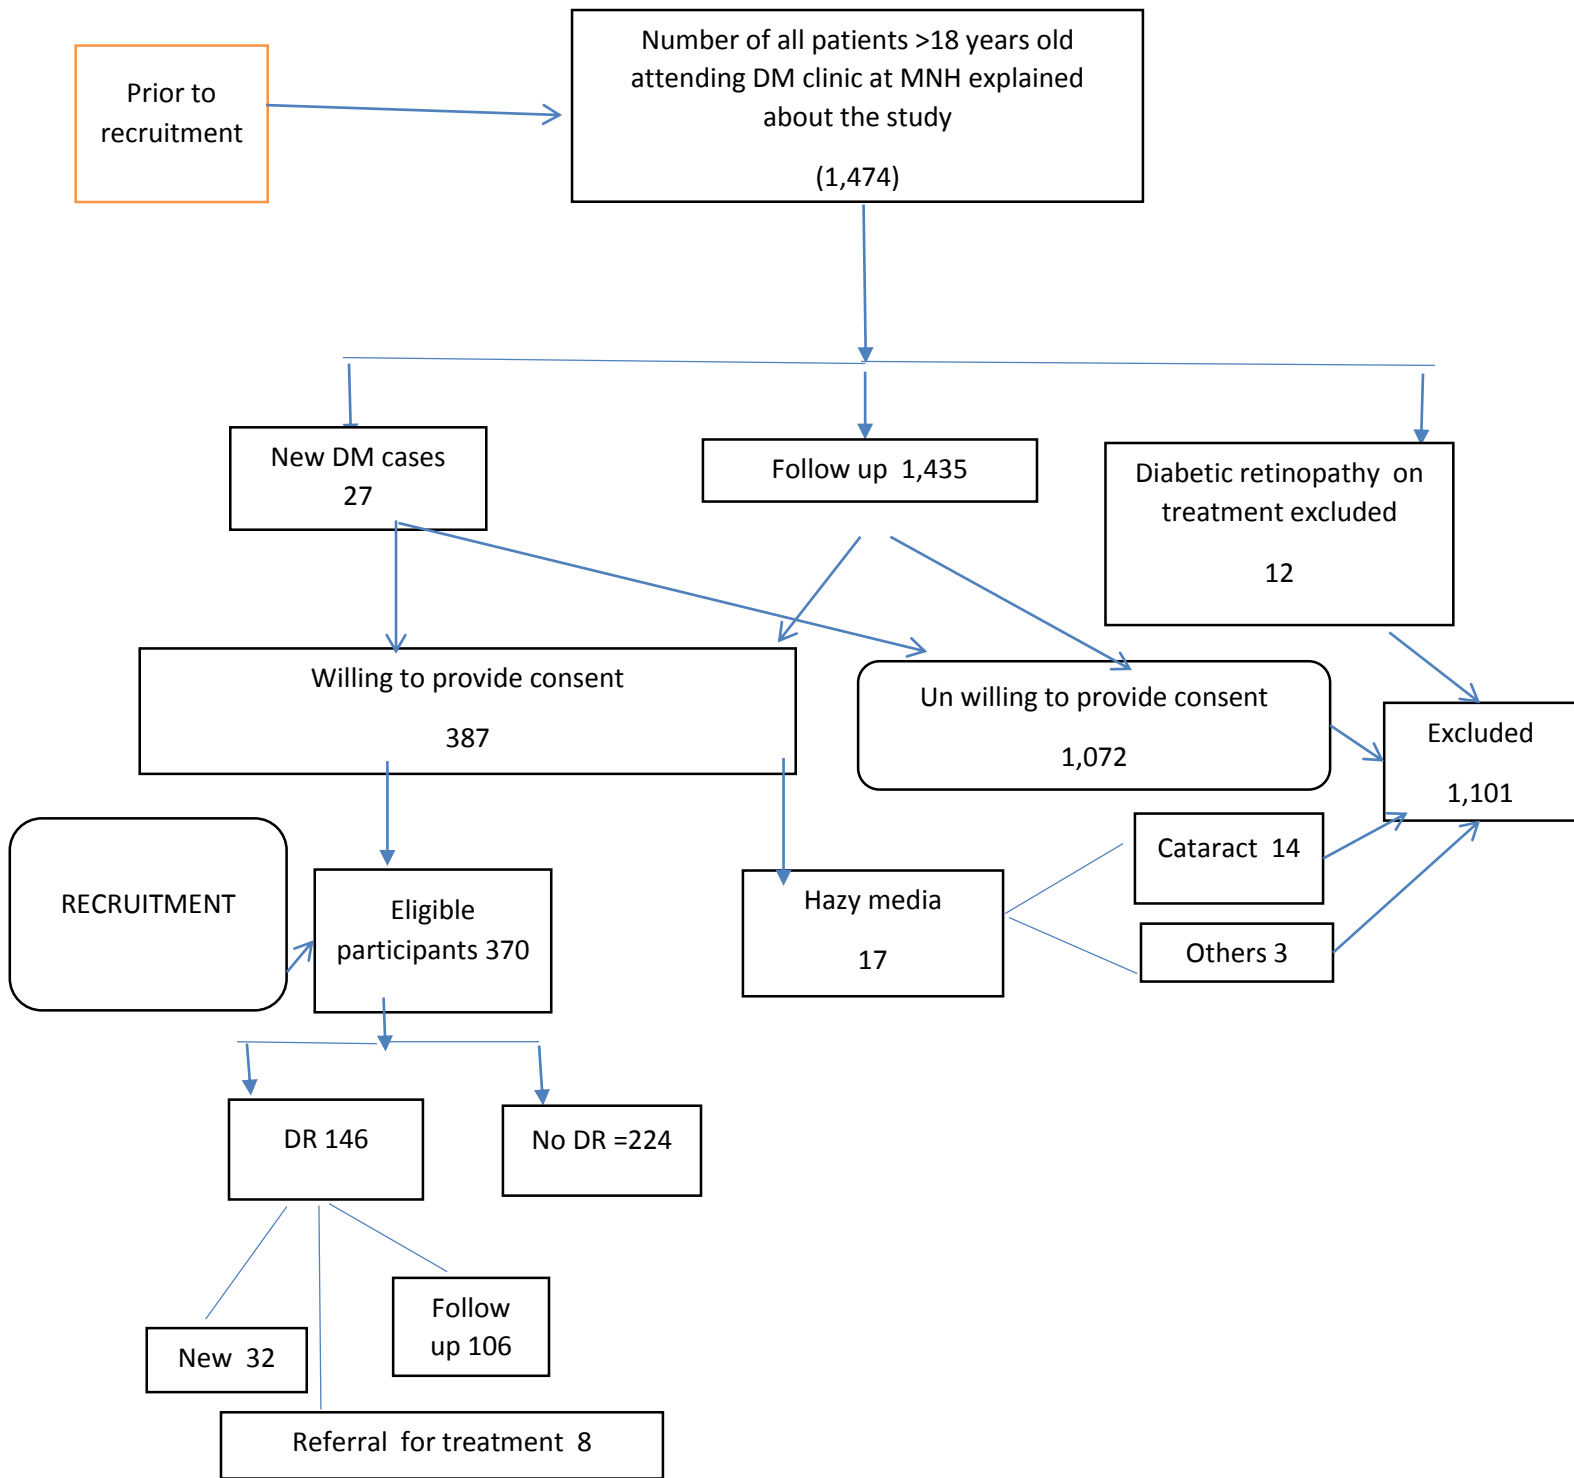 Prior to
recruitment
Number of all patients >18 years old
attending DM clinic at MNH explained
about the study
(1,474)
New DM cases
27
Follow up 1,435
Diabetic retinopathy on
treatment excluded
12
Willing to provide consent
387
Un willing to provide consent
1,072
Excluded
1,101
RECRUITMENT
Eligible
participants 370
Hazy media
17
Cataract 14
Others 3
DR 146
No DR =224
New 32
Follow
up 106
Referral for treatment 8